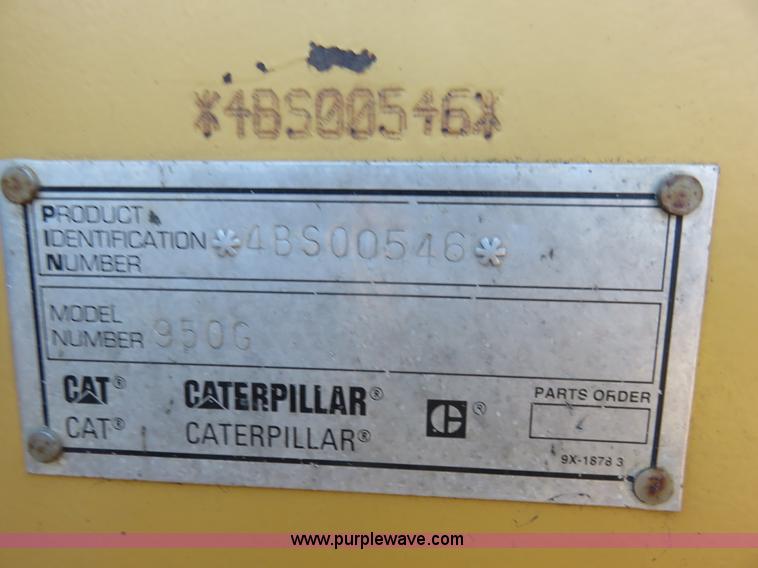 *4BS00546*
PRODUCT
IDENTIFICATION *4BS00546*
NUMBER
MODEL
NUMBER 950G
CAT® CATERPILLAR®
CAT® CATERPILLAR®
C ®
PARTS ORDER
9X-1878 3
www.purplewave.com